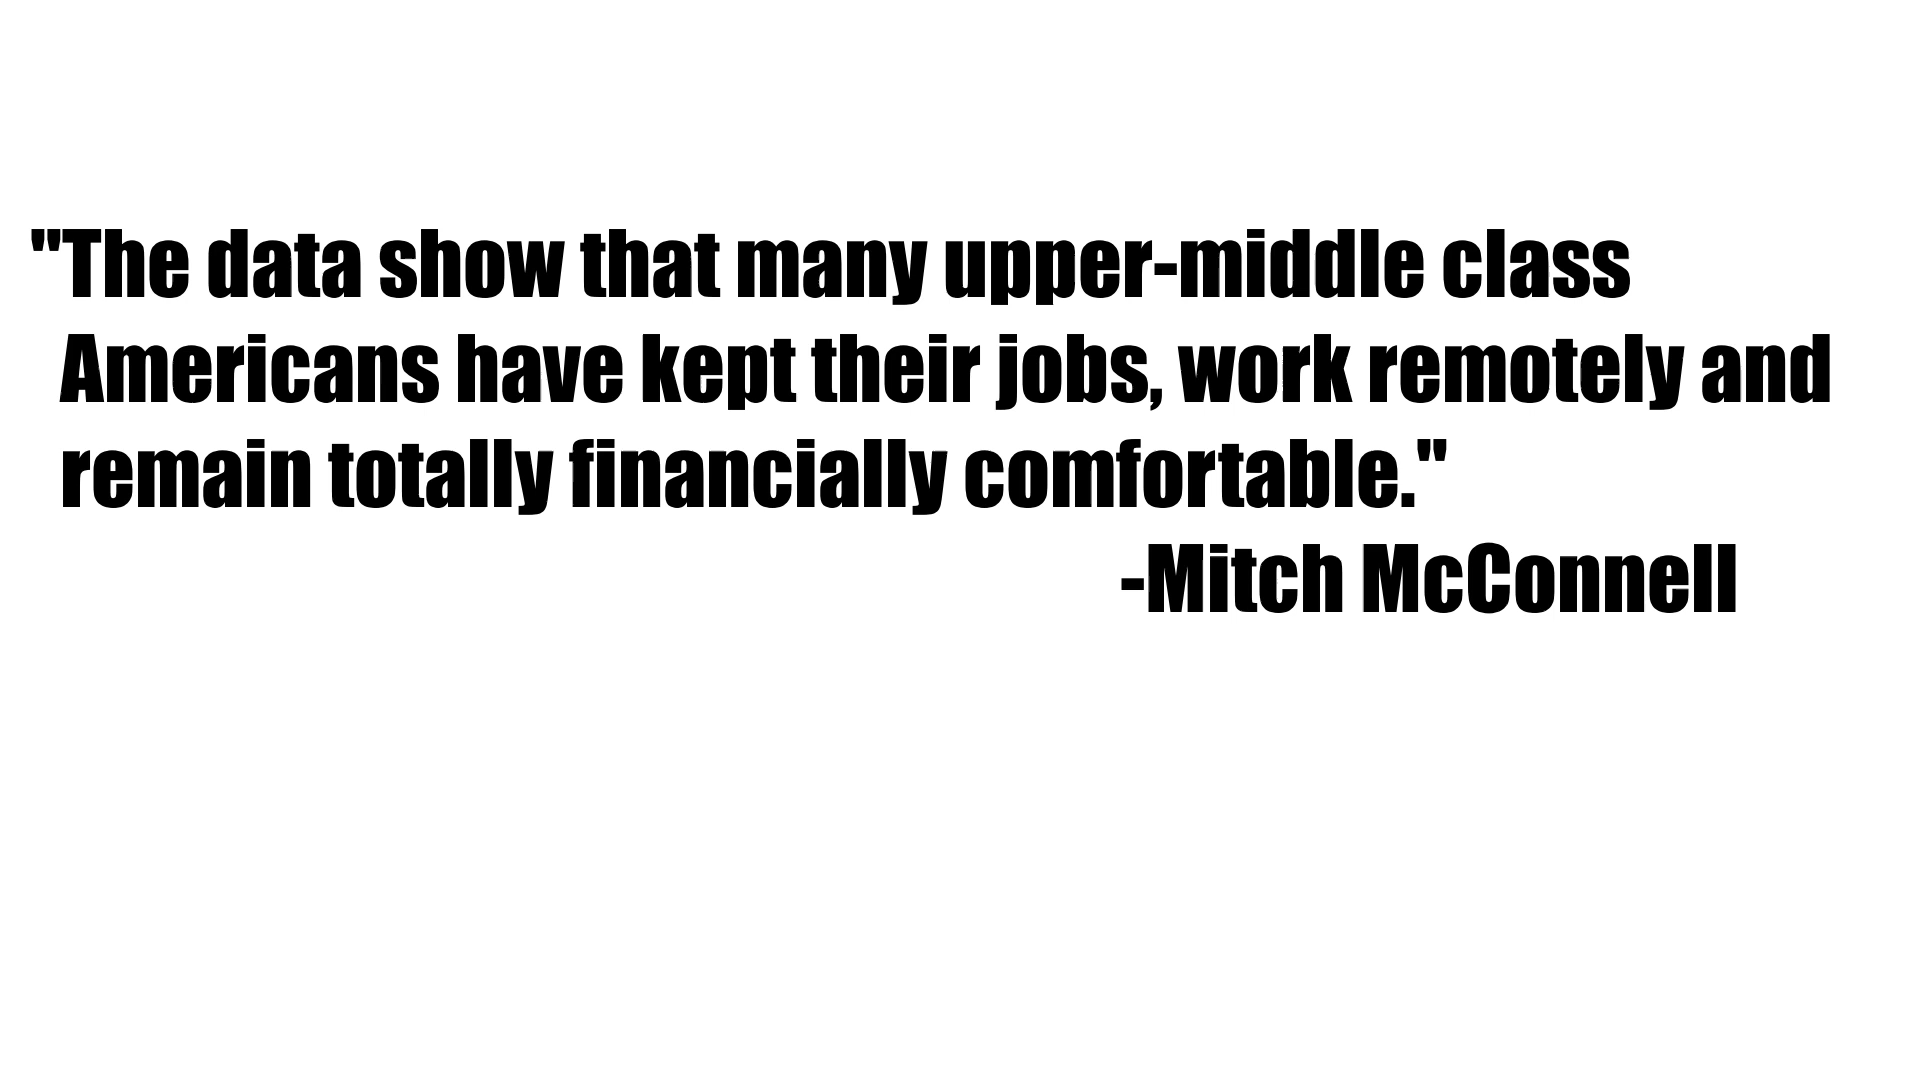 "The data show that many upper-middle class
Americans have kept their jobs, work remotely and
remain totally financially comfortable."
-Mitch McConnell